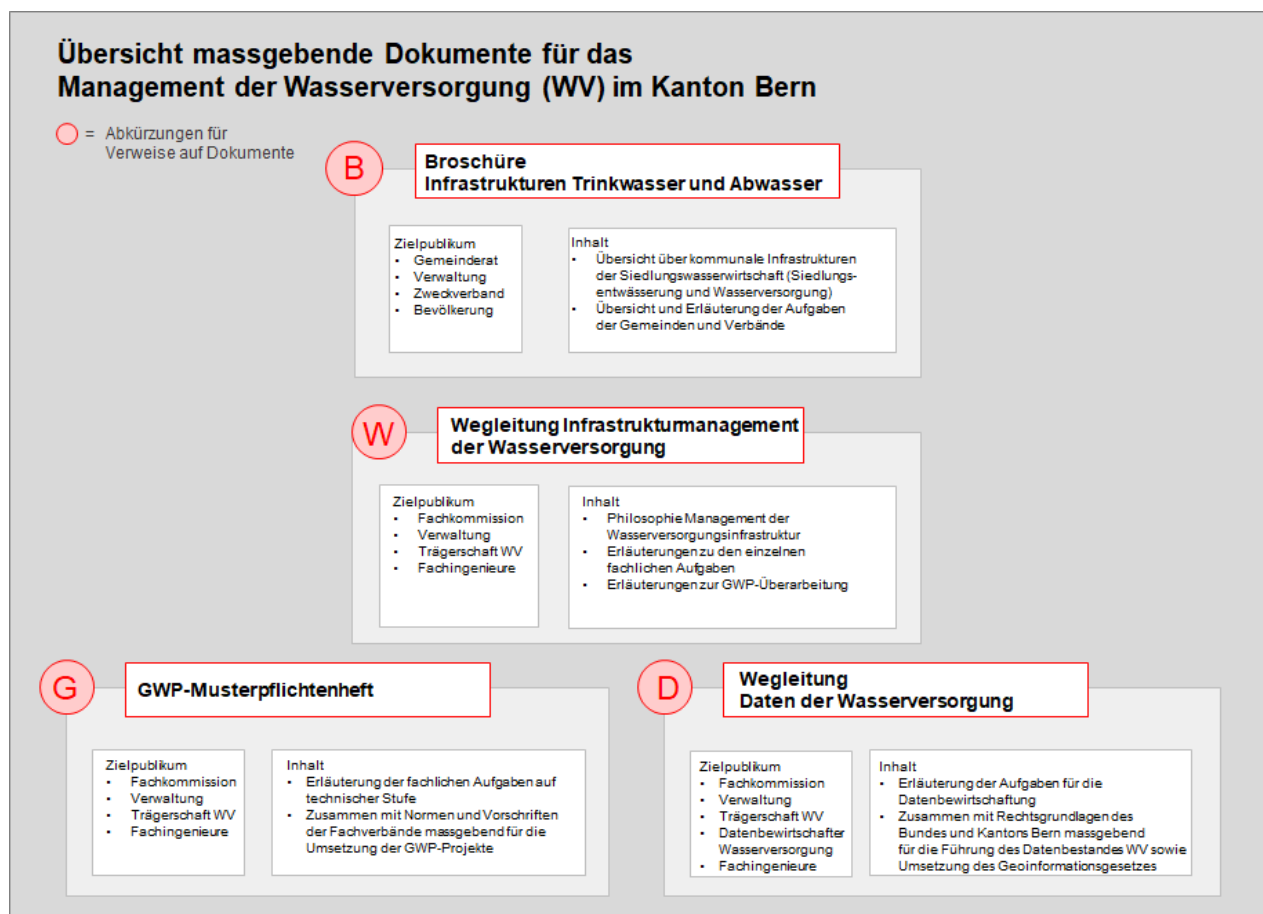 Übersicht massgebende Dokumente für das
Management der Wasserversorgung (WV) im Kanton Bern
= Abkürzungen für
Verweise auf Dokumente
B
Broschüre
Infrastrukturen Trinkwasser und Abwasser
Zielpublikum
• Gemeinderat
• Verwaltung
• Zweckverband
• Bevölkerung
Inhalt
• Übersicht über kommunale Infrastrukturen
der Siedlungswasserwirtschaft (Siedlungs-
entwässerung und Wasserversorgung)
• Übersicht und Erläuterung der Aufgaben
der Gemeinden und Verbände
W
Wegleitung Infrastrukturmanagement
der Wasserversorgung
Zielpublikum
• Fachkommission
• Verwaltung
• Trägerschaft WV
• Fachingenieure
Inhalt
• Philosophie Management der
Wasserversorgungsinfrastruktur
• Erläuterungen zu den einzelnen
fachlichen Aufgaben
• Erläuterungen zur GWP-Überarbeitung
G
GWP-Musterpflichtenheft
Zielpublikum
• Fachkommission
• Verwaltung
• Trägerschaft WV
• Fachingenieure
Inhalt
• Erläuterung der fachlichen Aufgaben auf
technischer Stufe
• Zusammen mit Normen und Vorschriften
der Fachverbände massgebend für die
Umsetzung der GWP-Projekte
D
Wegleitung
Daten der Wasserversorgung
Zielpublikum
• Fachkommission
• Verwaltung
• Trägerschaft WV
• Datenbewirtschafter
Wasserversorgung
• Fachingenieure
Inhalt
• Erläuterung der Aufgaben für die
Datenbewirtschaftung
• Zusammen mit Rechtsgrundlagen des
Bundes und Kantons Bern massgebend
für die Führung des Datenbestandes WV sowie
Umsetzung des Geoinformationsgesetzes